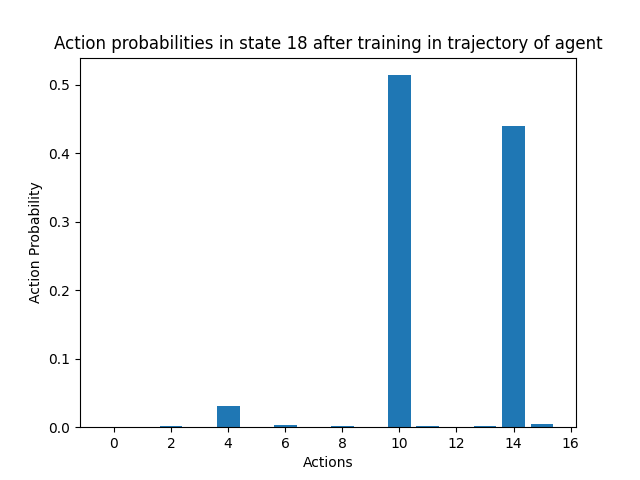 Action probabilities in state 18 after training in trajectory of agent
0.5
0.4
0.3
0.2
0.1
0.0
Action Probability
0 2 4 6 8 10 12 14 16
Actions